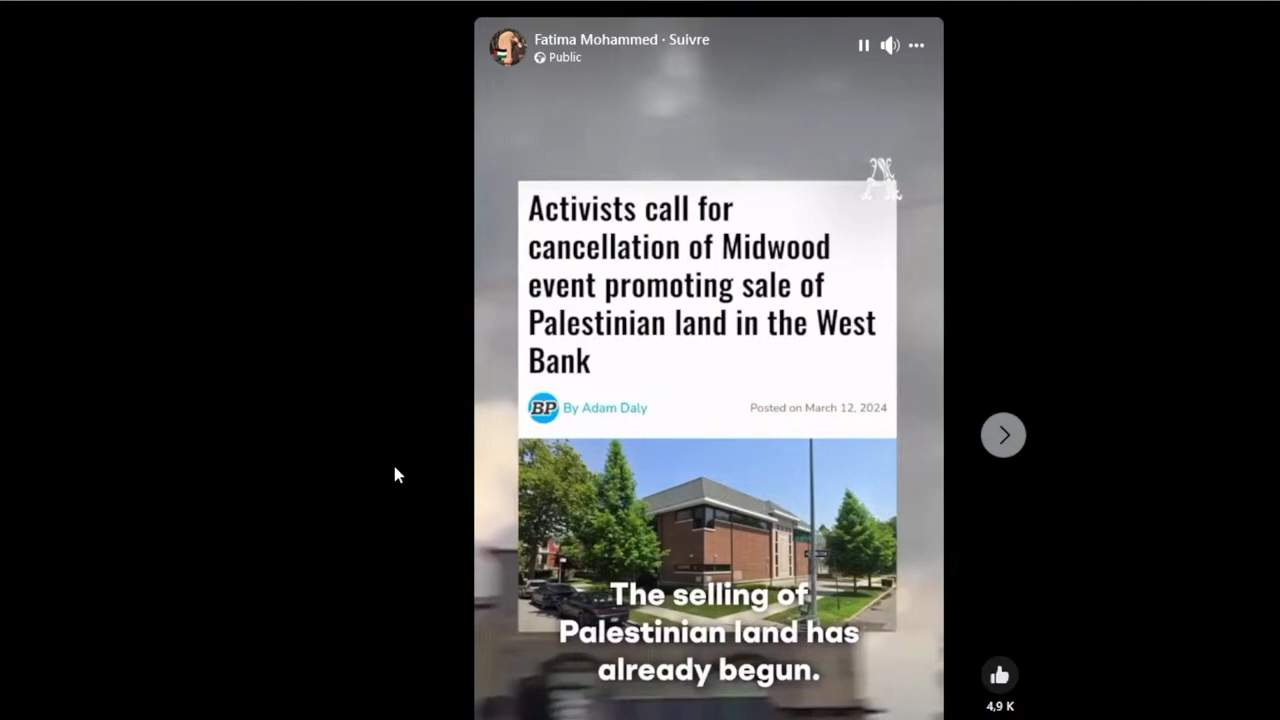 Fatima Mohammed · Suivre
Public
A
Activists call for
cancellation of Midwood
event promoting sale of
Palestinian land in the West
Bank
BP By Adam Daly
Posted on March 12, 2024
The selling of
Palestinian land has
already begun.
4,9 K